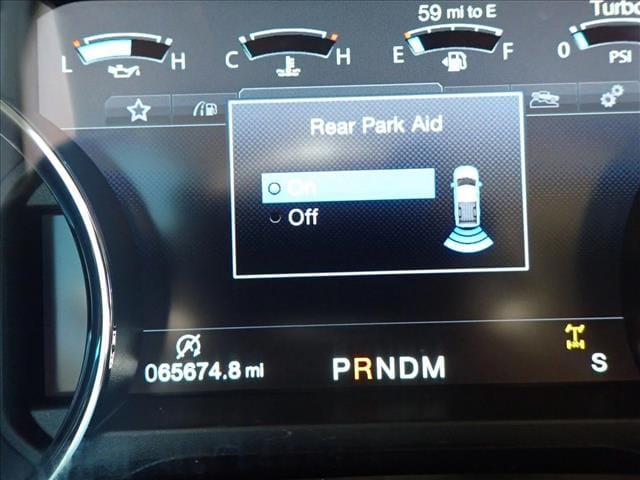 59 mi to E
Turbo
L H C H E F 0 PSI
Rear Park Aid
On
Off
065674.8 mi PRNDM S